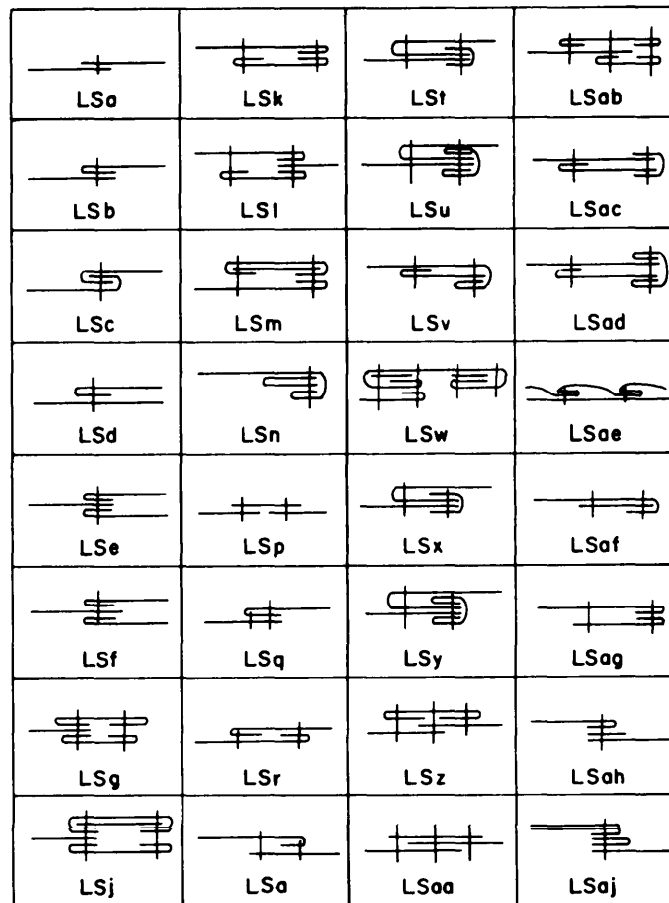 LSa LSk LSt LSab
LSb LSl LSu LSac
LSc LSm LSv LSad
LSd LSn LSw LSae
LSe LSp LSx LSaf
LSf LSq LSy LSag
LSg LSr LSz LSah
LSj LSa LSaa LSaj